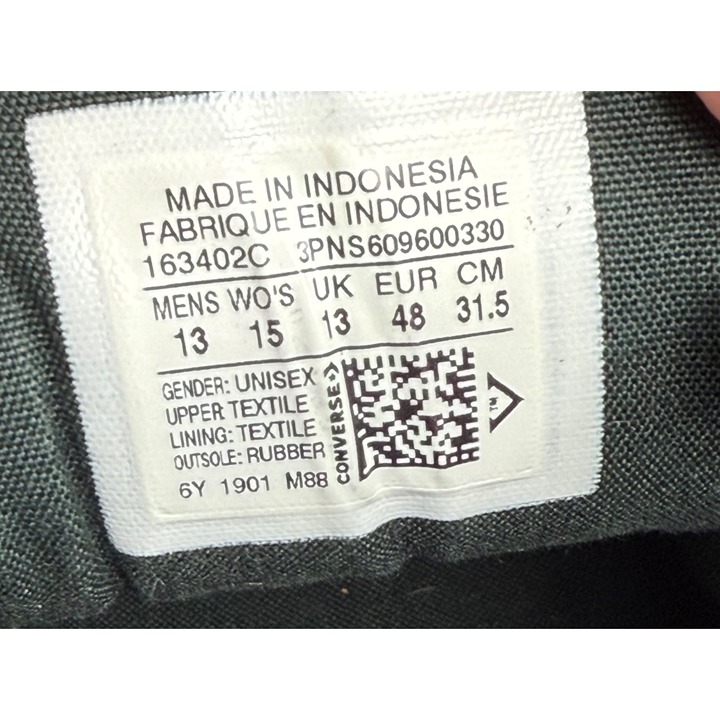 MADE IN INDONESIA
FABRIQUE EN INDONESIE
163402C 3PNS609600330
MENS WO'S UK EUR CM
13 15 13 48 31.5
GENDER: UNISEX
UPPER TEXTILE
LINING: TEXTILE
OUTSOLE: RUBBER
6Y 1901 M88
CONVERSE
TM